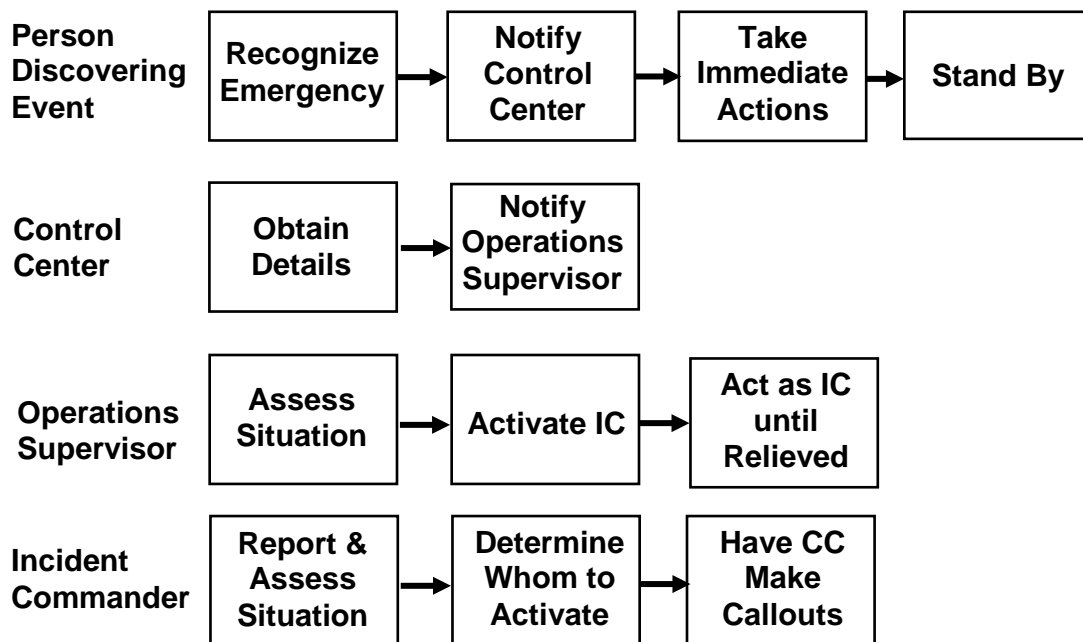 Person
Discovering
Event
Recognize
Emergency
Notify
Control
Center
Take
Immediate
Actions
Stand By
Control
Center
Obtain
Details
Notify
Operations
Supervisor
Operations
Supervisor
Assess
Situation
Activate IC
Act as IC
until
Relieved
Incident
Commander
Report &
Assess
Situation
Determine
Whom to
Activate
Have CC
Make
Callouts